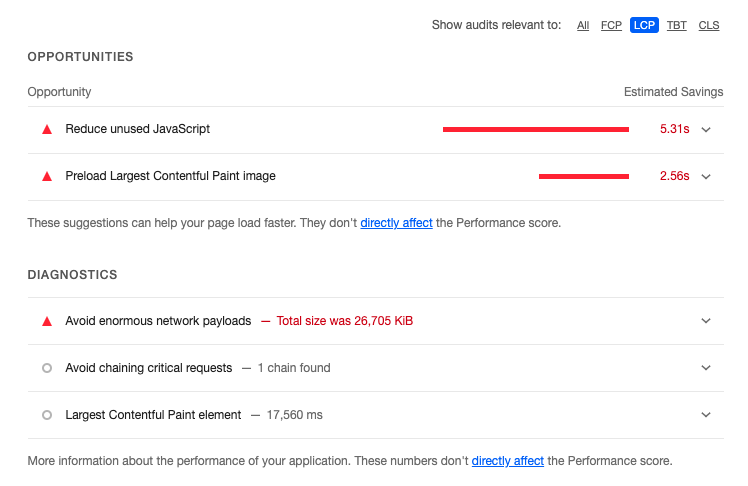 Show audits relevant to: All FCP LCP TBT CLS
OPPORTUNITIES
Opportunity Estimated Savings
Reduce unused JavaScript 5.31s
Preload Largest Contentful Paint image 2.56s
These suggestions can help your page load faster. They don't directly affect the Performance score.
DIAGNOSTICS
Avoid enormous network payloads — Total size was 26,705 KiB
Avoid chaining critical requests — 1 chain found
Largest Contentful Paint element — 17,560 ms
More information about the performance of your application. These numbers don't directly affect the Performance score.